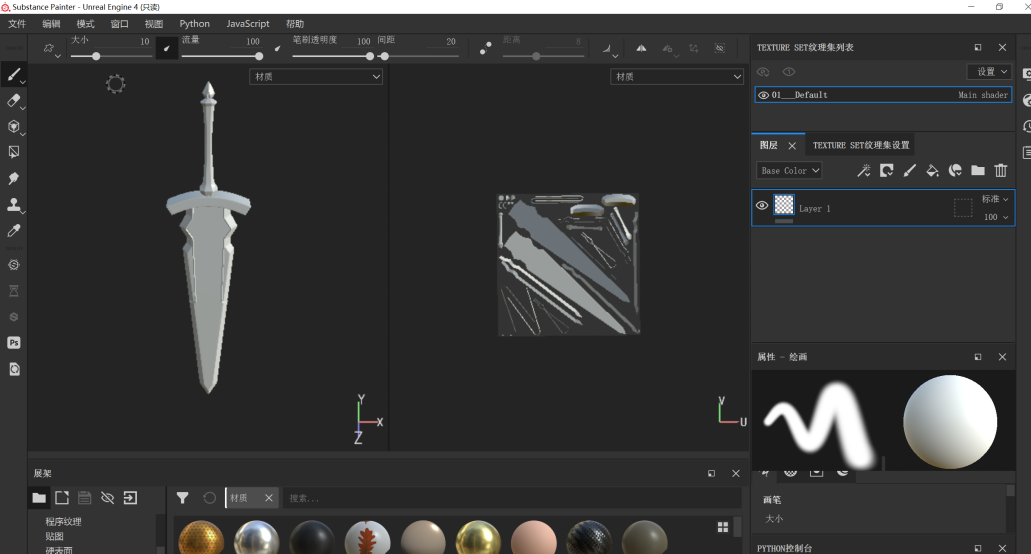 Substance Painter - Unreal Engine 4 (只读)
文件 编辑 模式 窗口 视图 Python JavaScript 帮助
大小 10 流量 100 笔刷透明度 100 间距 20 距离 8
材质 材质
TEXTURE SET纹理集列表
设置
01___Default Main shader
图层 TEXTURE SET纹理集设置
Base Color
Layer 1 标准
100
属性 - 绘画
Y
X
Z
V
U
展架
材质 搜索...
程序纹理
贴图
硬表面
Ps
画笔
大小
PYTHON控制台